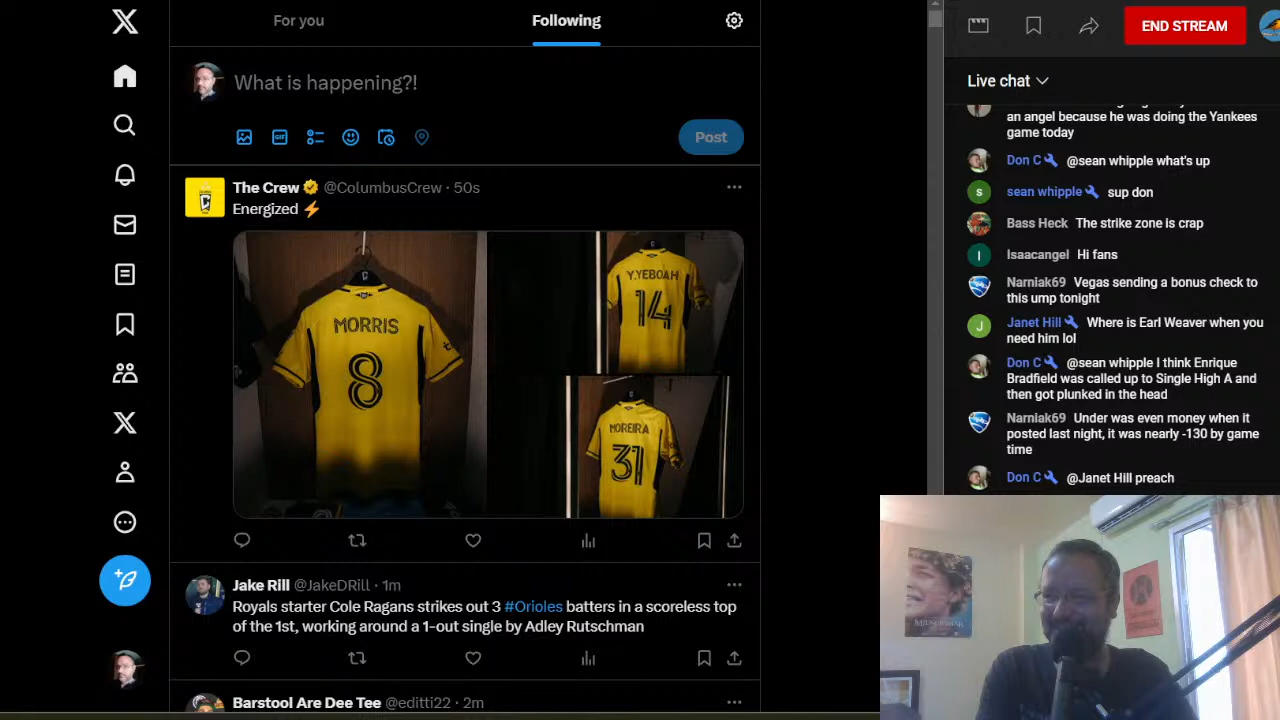 For you
Following
What is happening?!
GIF
Post
The Crew @ColumbusCrew · 50s
Energized ⚡
MORRIS
8
Y.YEBOAH
14
MOREIRA
31
Jake Rill @JakeDRill · 1m
Royals starter Cole Ragans strikes out 3 #Orioles batters in a scoreless top
of the 1st, working around a 1-out single by Adley Rutschman
Barstool Are Dee Tee @editti22 · 2m
END STREAM
Live chat
an angel because he was doing the Yankees
game today
Don C @sean whipple what's up
S
sean whipple sup don
Bass Heck The strike zone is crap
I
Isaacangel Hi fans
Narniak69 Vegas sending a bonus check to
this ump tonight
J
Janet Hill Where is Earl Weaver when you
need him lol
Don C @sean whipple I think Enrique
Bradfield was called up to Single High A and
then got plunked in the head
Narniak69 Under was even money when it
posted last night, it was nearly -130 by game
time
Don C @Janet Hill preach
MIDSOMMAR